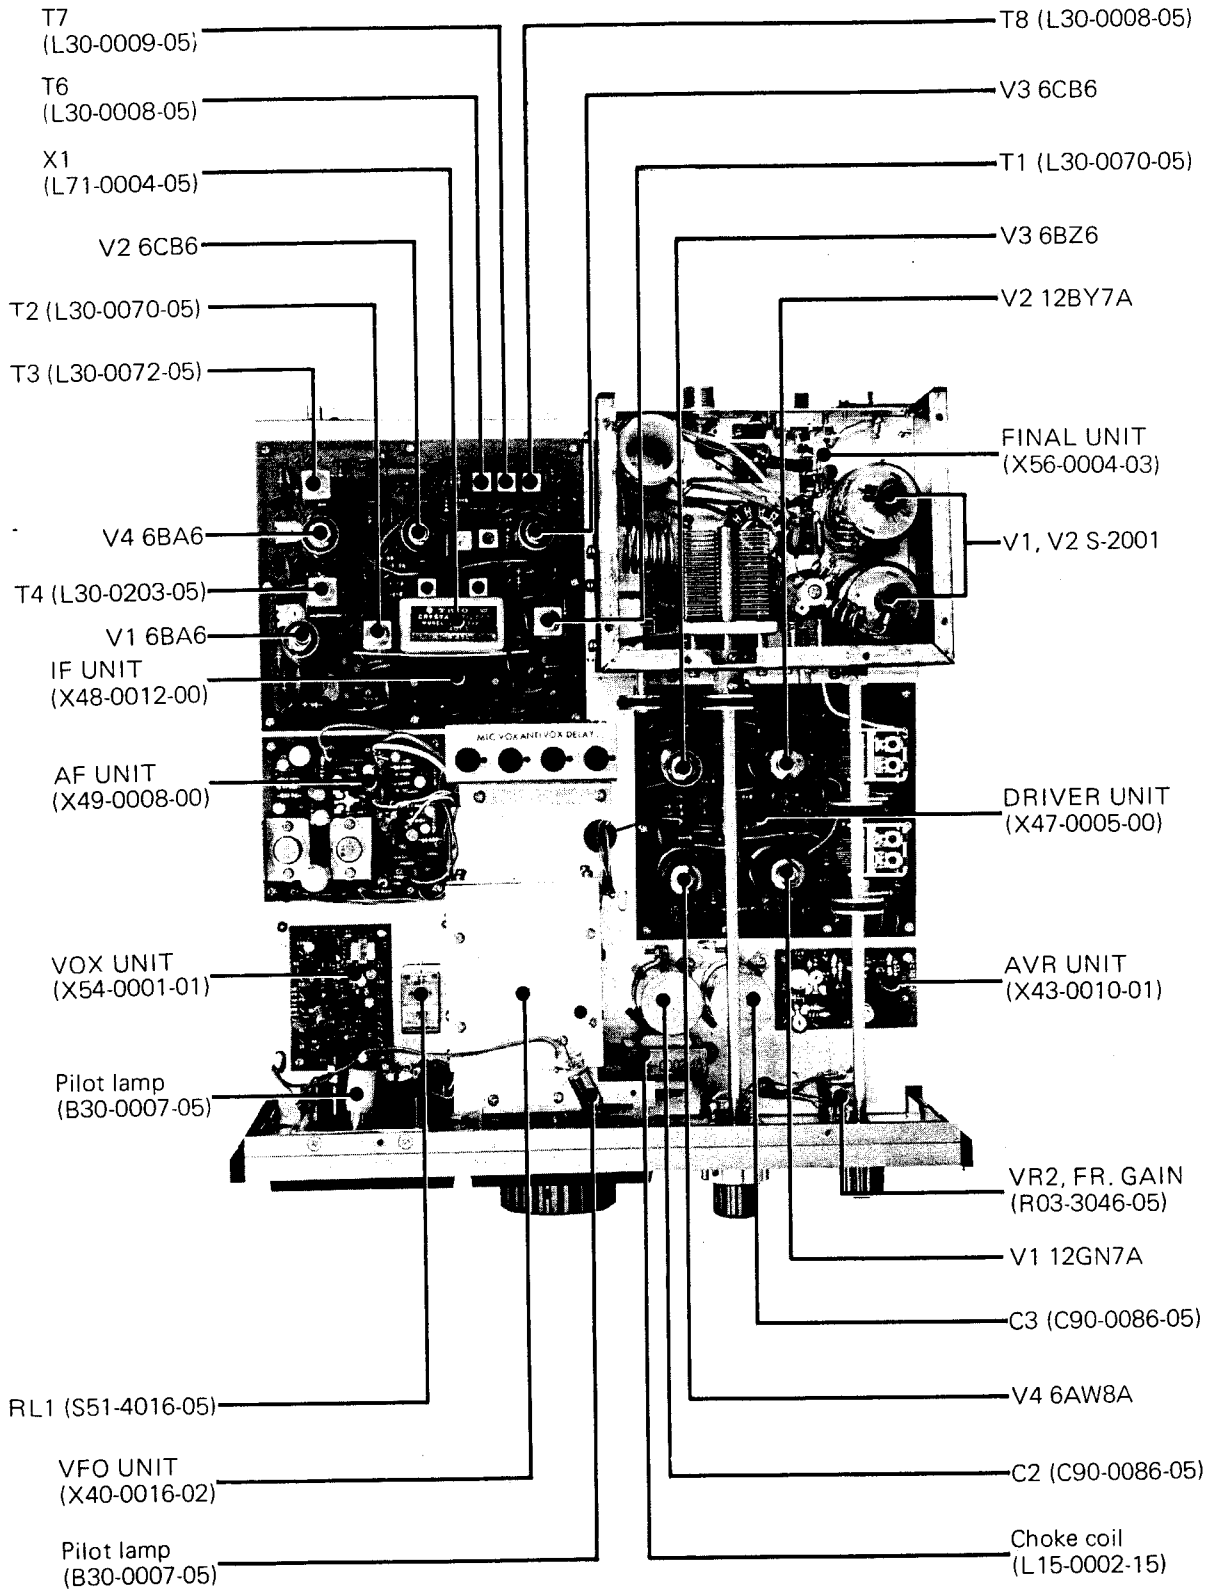 T7
(L30-0009-05)
T6
(L30-0008-05)
X1
(L71-0004-05)
V2 6CB6
T2 (L30-0070-05)
T3 (L30-0072-05)
V4 6BA6
T4 (L30-0203-05)
V1 6BA6
IF UNIT
(X48-0012-00)
AF UNIT
(X49-0008-00)
VOX UNIT
(X54-0001-01)
Pilot lamp
(B30-0007-05)
RL1 (S51-4016-05)
VFO UNIT
(X40-0016-02)
Pilot lamp
(B30-0007-05)
MIC VOX ANTI VOX DELAY
T8 (L30-0008-05)
V3 6CB6
T1 (L30-0070-05)
V3 6BZ6
V2 12BY7A
FINAL UNIT
(X56-0004-03)
V1, V2 S-2001
DRIVER UNIT
(X47-0005-00)
AVR UNIT
(X43-0010-01)
VR2, FR. GAIN
(R03-3046-05)
V1 12GN7A
C3 (C90-0086-05)
V4 6AW8A
C2 (C90-0086-05)
Choke coil
(L15-0002-15)